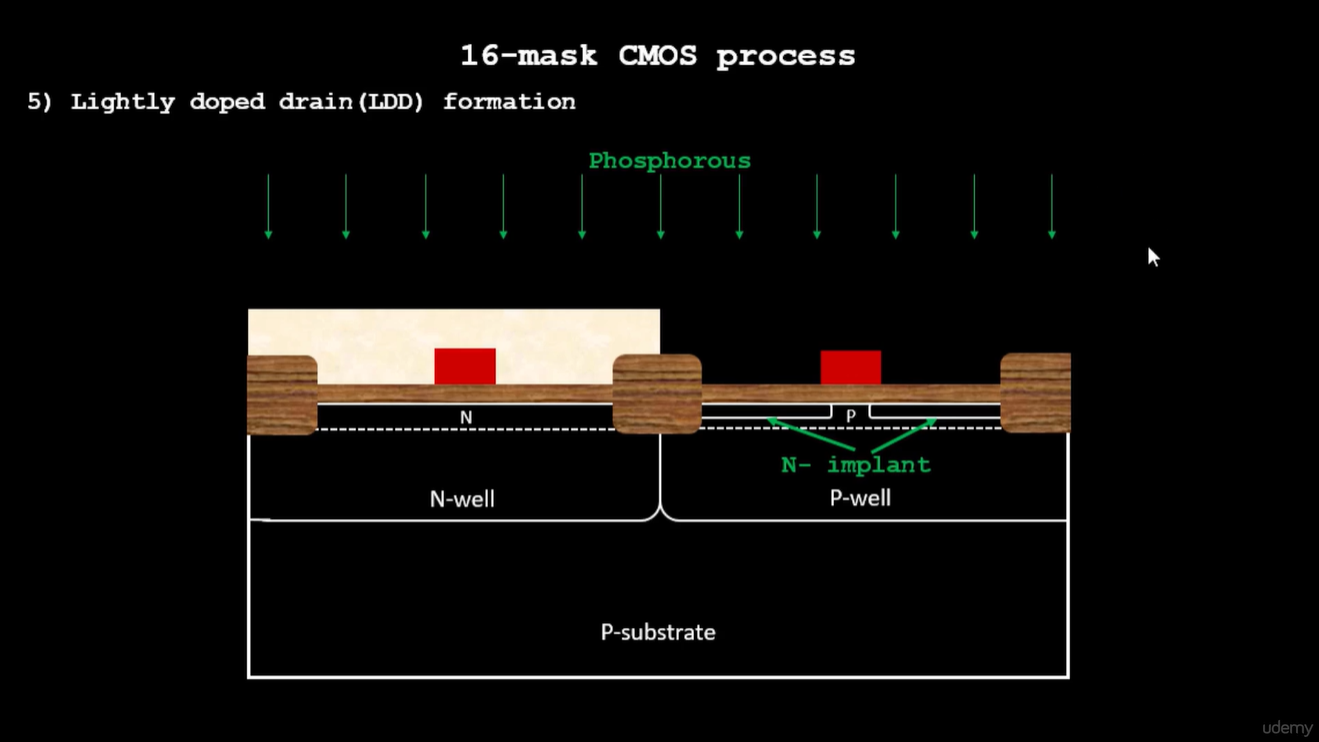 16-mask CMOS process
5) Lightly doped drain(LDD) formation
Phosphorous
N
P
N- implant
N-well
P-well
P-substrate
udemy